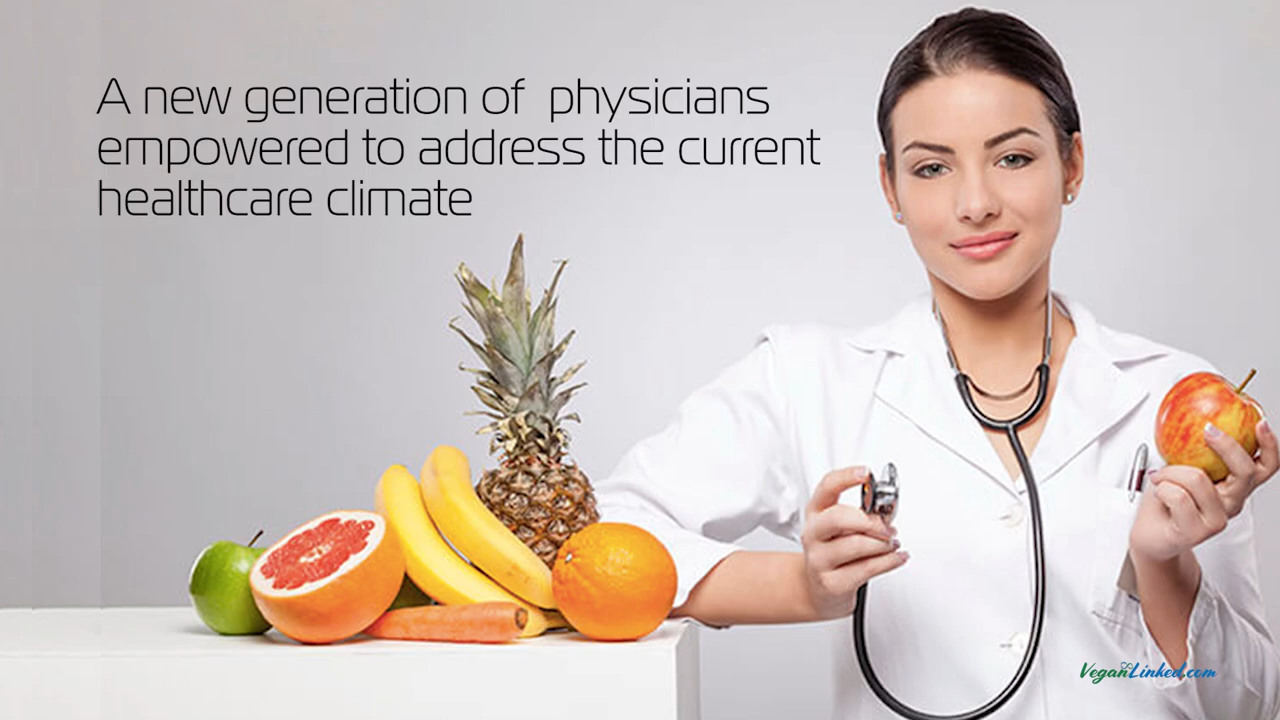 A new generation of physicians
empowered to address the current
healthcare climate
VeganLinked.com